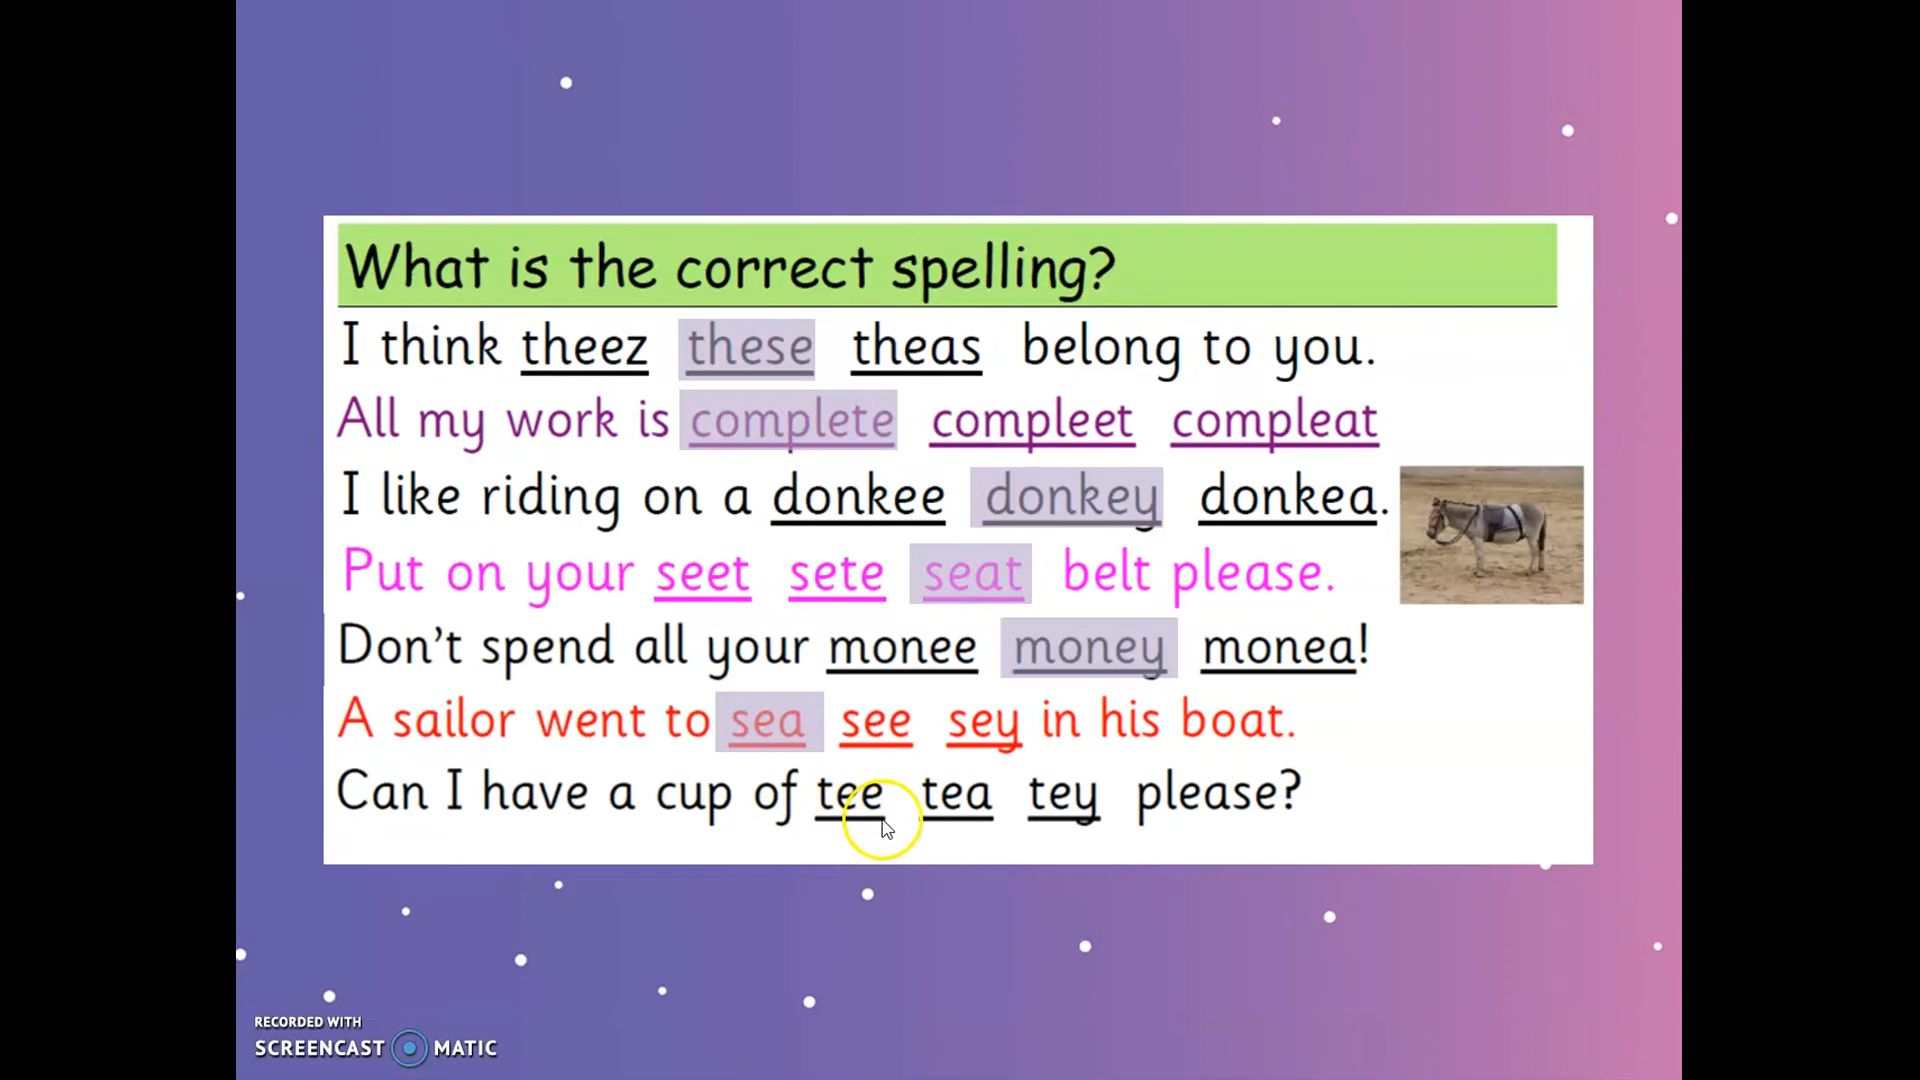 What is the correct spelling?
I think theez these theas belong to you.
All my work is complete compleet compleat
I like riding on a donkee donkey donkea.
Put on your seet sete seat belt please.
Don't spend all your monee money monea!
A sailor went to sea see sey in his boat.
Can I have a cup of tee tea tey please?
RECORDED WITH
SCREENCAST MATIC